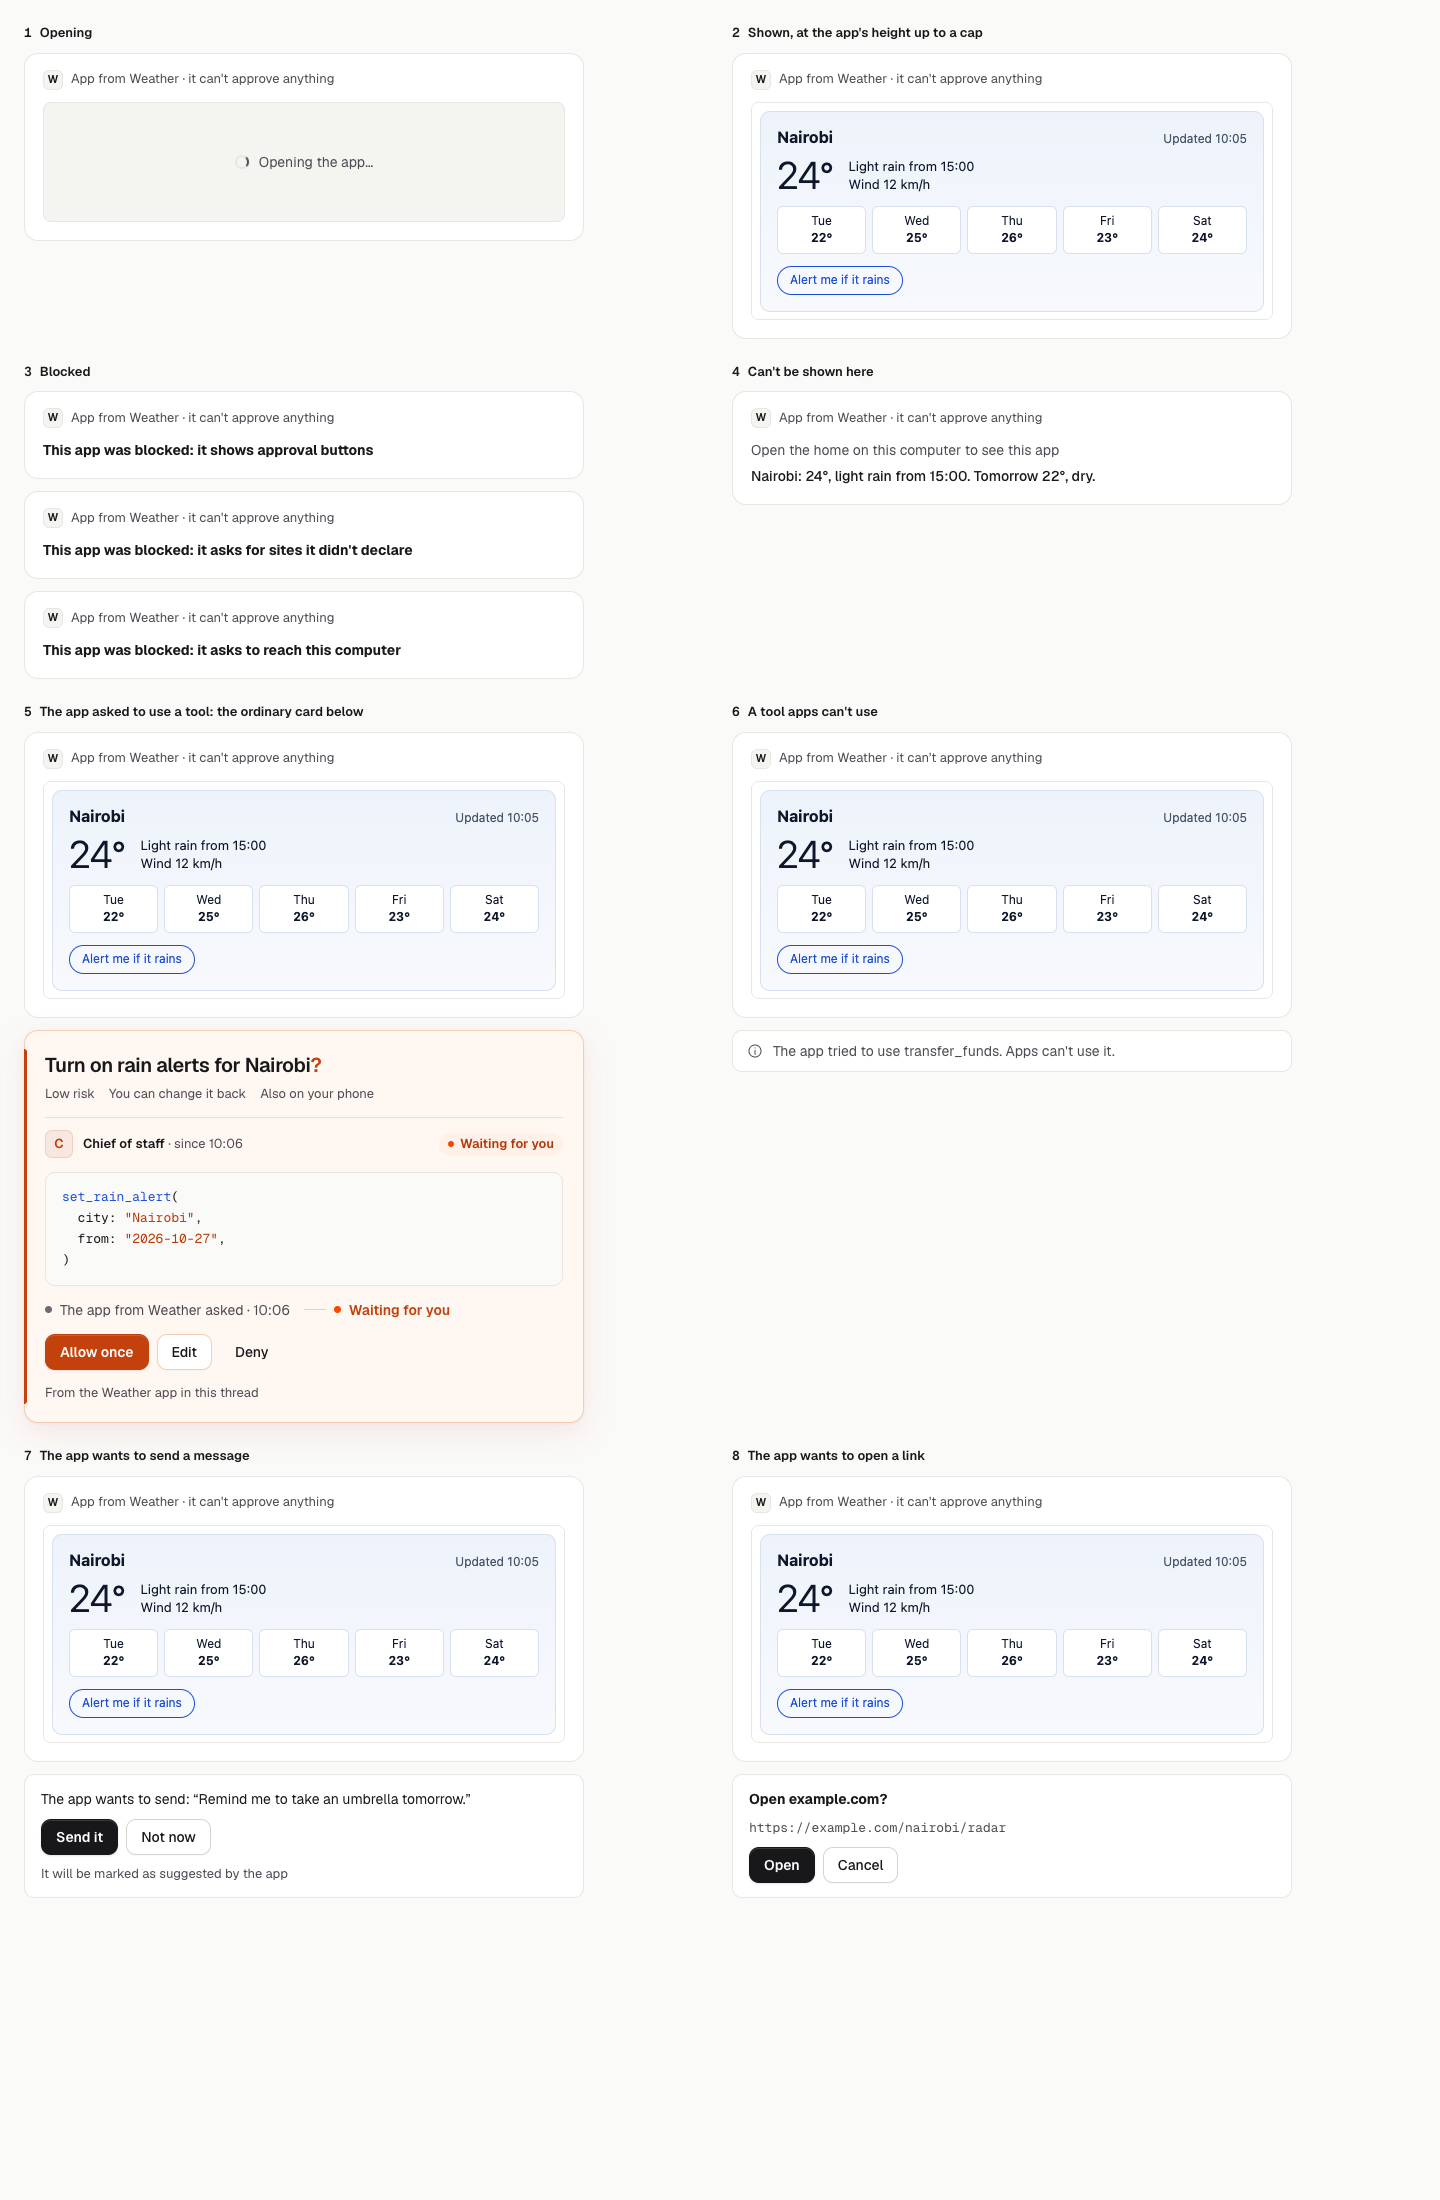 1 Opening
W App from Weather · it can't approve anything
Opening the app...
2 Shown, at the app's height up to a cap
W App from Weather · it can't approve anything
Nairobi
Updated 10:05
24°
Light rain from 15:00
Wind 12 km/h
Tue Wed Thu Fri Sat
22° 25° 26° 23° 24°
Alert me if it rains
3 Blocked
W App from Weather · it can't approve anything
This app was blocked: it shows approval buttons
W App from Weather · it can't approve anything
This app was blocked: it asks for sites it didn't declare
W App from Weather · it can't approve anything
This app was blocked: it asks to reach this computer
4 Can't be shown here
W App from Weather · it can't approve anything
Open the home on this computer to see this app
Nairobi: 24°, light rain from 15:00. Tomorrow 22°, dry.
5 The app asked to use a tool: the ordinary card below
W App from Weather · it can't approve anything
Nairobi
Updated 10:05
24°
Light rain from 15:00
Wind 12 km/h
Tue Wed Thu Fri Sat
22° 25° 26° 23° 24°
Alert me if it rains
Turn on rain alerts for Nairobi?
Low risk You can change it back Also on your phone
C Chief of staff · since 10:06
Waiting for you
set_rain_alert(
city: "Nairobi",
from: "2026-10-27",
)
The app from Weather asked · 10:06 Waiting for you
Allow once Edit Deny
From the Weather app in this thread
6 A tool apps can't use
W App from Weather · it can't approve anything
Nairobi
Updated 10:05
24°
Light rain from 15:00
Wind 12 km/h
Tue Wed Thu Fri Sat
22° 25° 26° 23° 24°
Alert me if it rains
The app tried to use transfer_funds. Apps can't use it.
7 The app wants to send a message
W App from Weather · it can't approve anything
Nairobi
Updated 10:05
24°
Light rain from 15:00
Wind 12 km/h
Tue Wed Thu Fri Sat
22° 25° 26° 23° 24°
Alert me if it rains
The app wants to send: “Remind me to take an umbrella tomorrow.”
Send it Not now
It will be marked as suggested by the app
8 The app wants to open a link
W App from Weather · it can't approve anything
Nairobi
Updated 10:05
24°
Light rain from 15:00
Wind 12 km/h
Tue Wed Thu Fri Sat
22° 25° 26° 23° 24°
Alert me if it rains
Open example.com?
https://example.com/nairobi/radar
Open Cancel